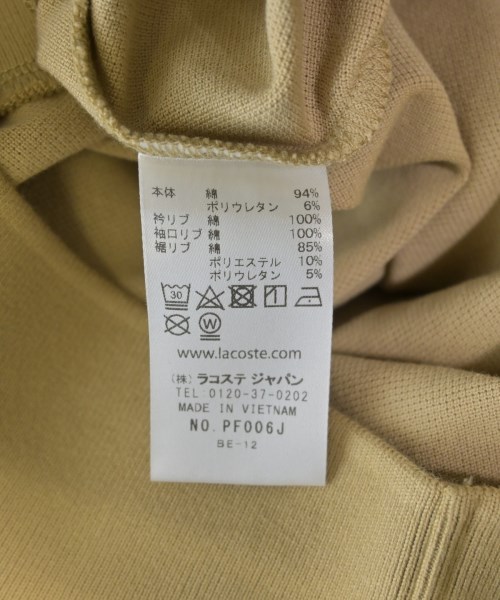 本体 綿 94%
ポリウレタン 6%
衿リブ 綿 100%
袖口リブ 綿 100%
裾リブ 綿 85%
ポリエステル 10%
ポリウレタン 5%
30
W
www.lacoste.com
(株) ラコステ ジャパン
TEL:0120-37-0202
MADE IN VIETNAM
NO. PF006J
BE-12